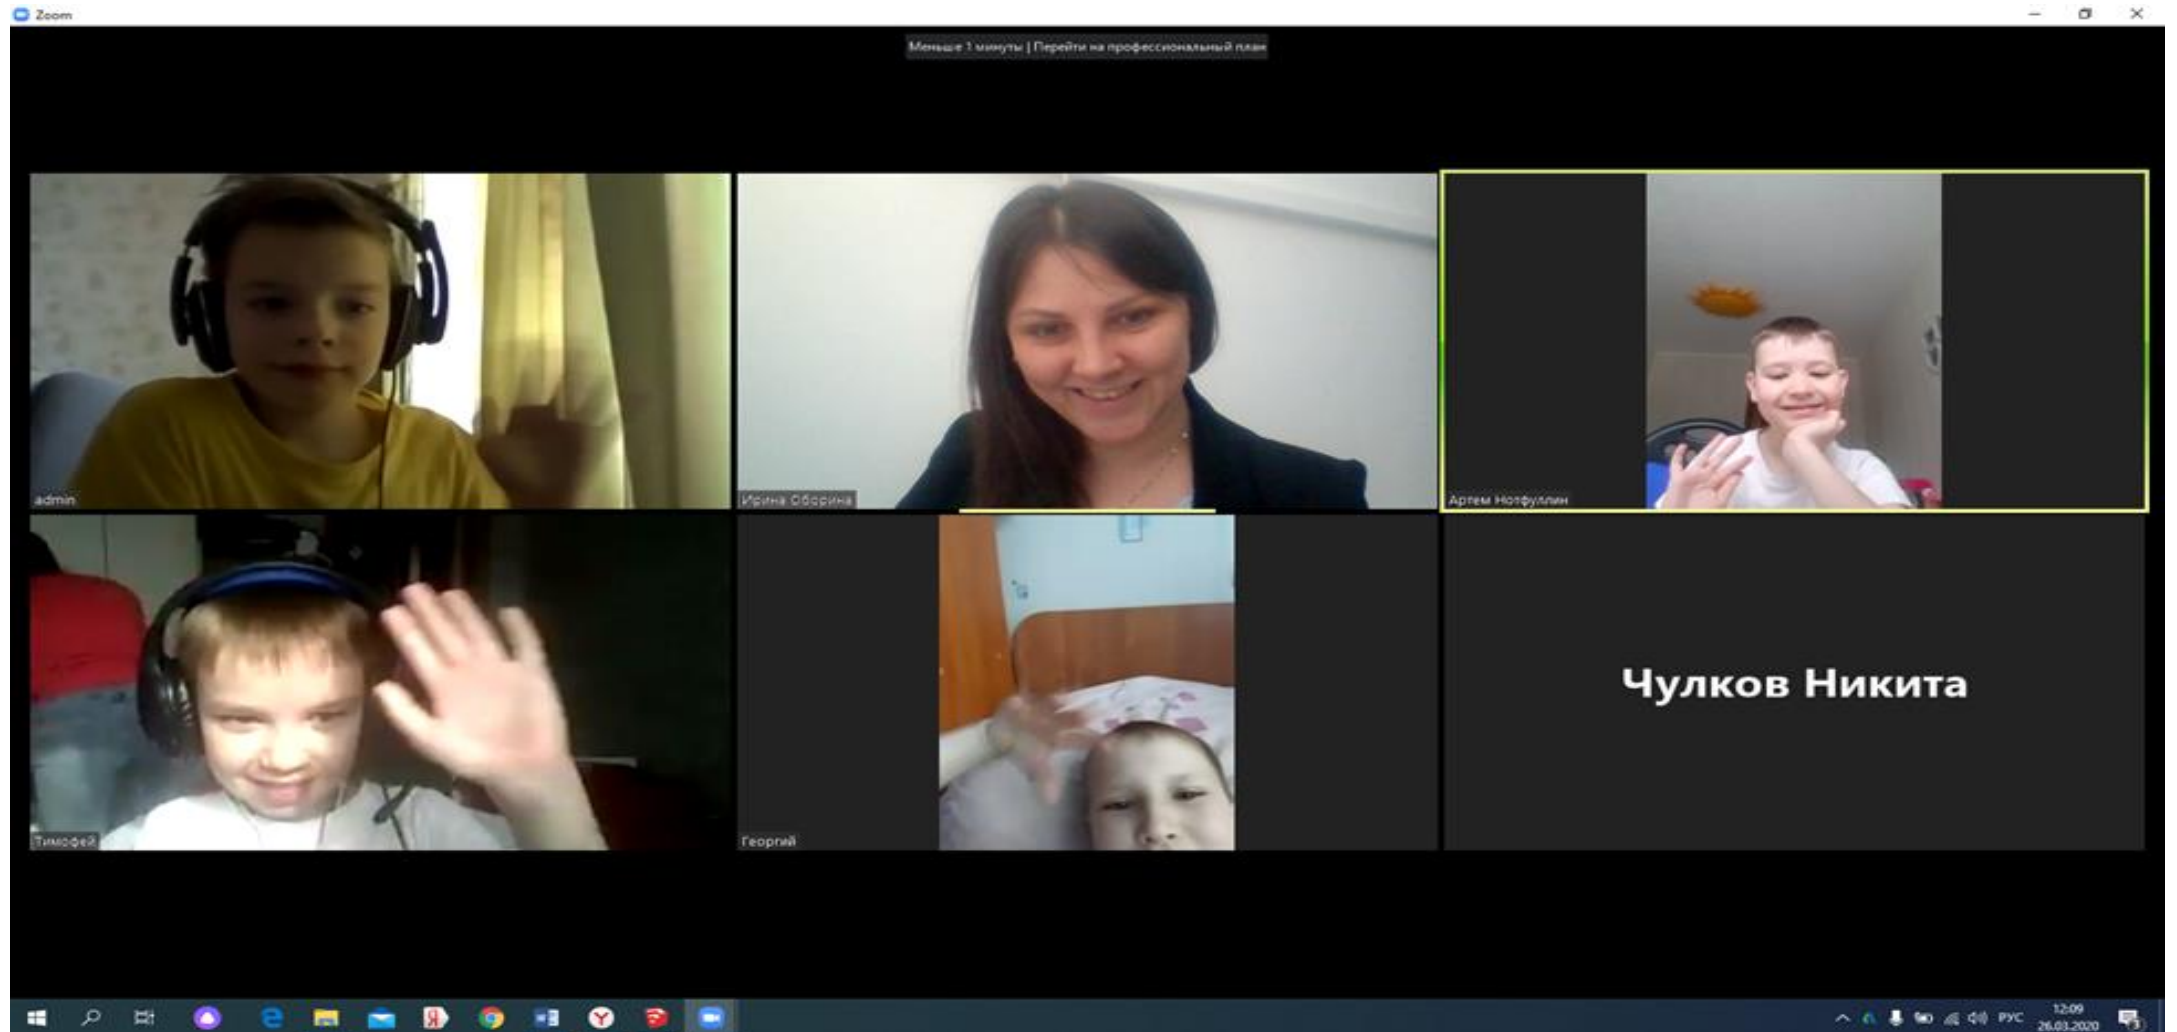 Zoom
Меньше 1 минуты | Перейти на профессиональный план
admin
Ирина Оборина
Артем Нотфуллин
Тимофей
Георгий
Чулков Никита
РУС
12:09
26.03.2020